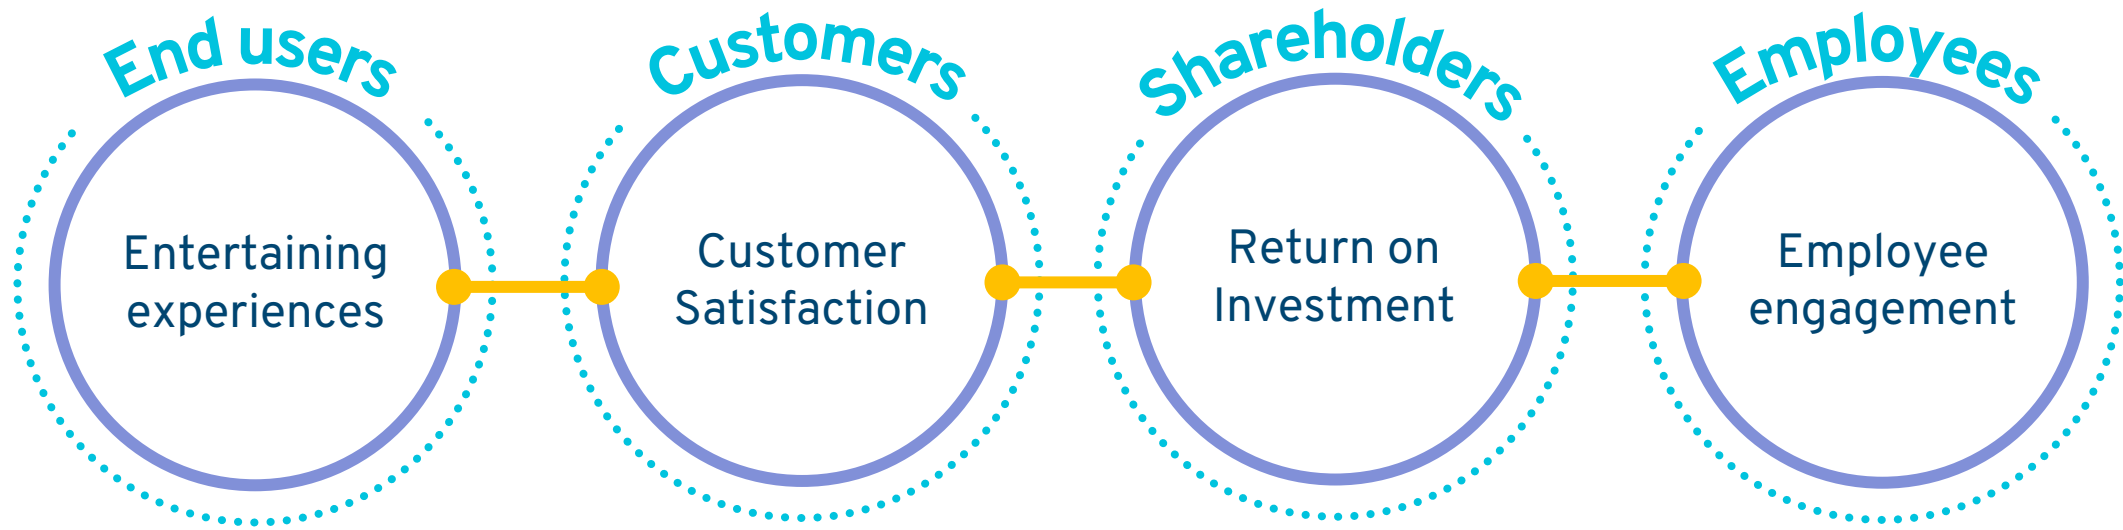 End users
Customers
Shareholders
Employees
Entertaining
experiences
Customer
Satisfaction
Return on
Investment
Employee
engagement